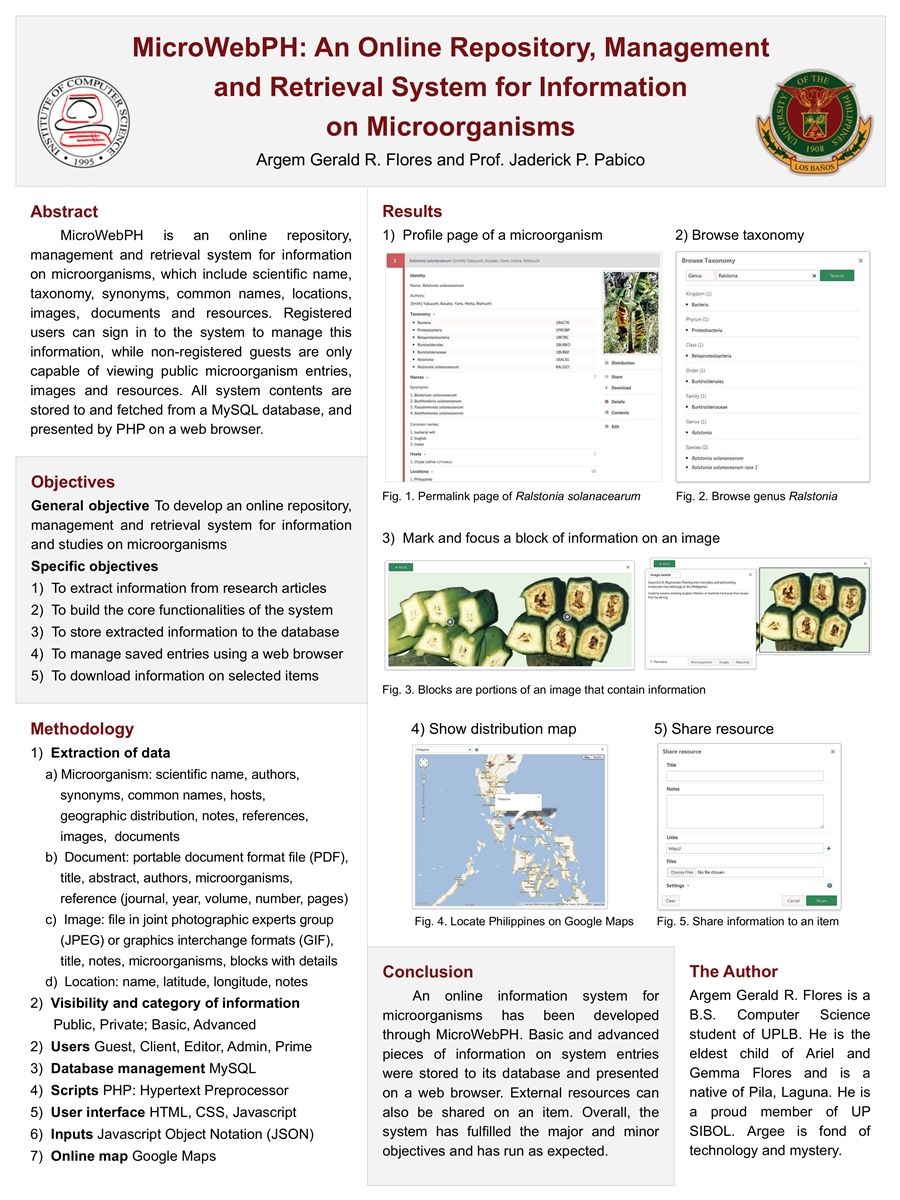 MicroWebPH: An Online Repository, Management
and Retrieval System for Information
on Microorganisms
Argem Gerald R. Flores and Prof. Jaderick P. Pabico
INSTITUTE OF COMPUTER SCIENCE
• 1995 •
UNIVERSITY OF THE PHILIPPINES
1908
LOS BAÑOS
Abstract
MicroWebPH is an online repository,
management and retrieval system for information
on microorganisms, which include scientific name,
taxonomy, synonyms, common names, locations,
images, documents and resources. Registered
users can sign in to the system to manage this
information, while non-registered guests are only
capable of viewing public microorganism entries,
images and resources. All system contents are
stored to and fetched from a MySQL database, and
presented by PHP on a web browser.
Objectives
General objective To develop an online repository,
management and retrieval system for information
and studies on microorganisms
Specific objectives
1) To extract information from research articles
2) To build the core functionalities of the system
3) To store extracted information to the database
4) To manage saved entries using a web browser
5) To download information on selected items
Methodology
1) Extraction of data
a) Microorganism: scientific name, authors,
synonyms, common names, hosts,
geographic distribution, notes, references,
images, documents
b) Document: portable document format file (PDF),
title, abstract, authors, microorganisms,
reference (journal, year, volume, number, pages)
c) Image: file in joint photographic experts group
(JPEG) or graphics interchange formats (GIF),
title, notes, microorganisms, blocks with details
d) Location: name, latitude, longitude, notes
2) Visibility and category of information
Public, Private; Basic, Advanced
2) Users Guest, Client, Editor, Admin, Prime
3) Database management MySQL
4) Scripts PHP: Hypertext Preprocessor
5) User interface HTML, CSS, Javascript
6) Inputs Javascript Object Notation (JSON)
7) Online map Google Maps
Results
1) Profile page of a microorganism
1
Ralstonia solanacearum (Smith) Yabuuchi, Kosako, Yano, Hotta, Nishiuchi
Identity
Name: Ralstonia solanacearum
Authors:
(Smith) Yabuuchi, Kosako, Yano, Hotta, Nishiuchi
Taxonomy
• Bacteria
• Proteobacteria
• Betaproteobacteria
• Burkholderiales
• Burkholderiaceae
• Ralstonia
• Ralstonia solanacearum
Names
Synonyms:
1. Bacterium solanacearum
2. Burkholderia solanacearum
3. Pseudomonas solanacearum
4. Xanthomonas solanacearum
Common names:
1. bacterial wilt
2. bugtok
3. moko
Hosts
Locations
1. Philippines
Distribution
Share
Download
Details
Contents
Edit
Fig. 1. Permalink page of Ralstonia solanacearum
2) Browse taxonomy
Browse Taxonomy
Genus Ralstonia Search
Kingdom (1)
• Bacteria
Phylum (1)
• Proteobacteria
Class (1)
• Betaproteobacteria
Order (1)
• Burkholderiales
Family (1)
• Burkholderiaceae
Genus (1)
• Ralstonia
Species (2)
• Ralstonia solanacearum
• Ralstonia solanacearum race 1
Fig. 2. Browse genus Ralstonia
3) Mark and focus a block of information on an image
Image details
Permalink Microorganisms Images Resources
Fig. 3. Blocks are portions of an image that contain information
4) Show distribution map
Philippines
Map
Philippines
Fig. 4. Locate Philippines on Google Maps
5) Share resource
Share resource
Title
Notes
Links
http://
Files
Choose Files No file chosen
Settings
Clear Cancel Share
Fig. 5. Share information to an item
Conclusion
An online information system for
microorganisms has been developed
through MicroWebPH. Basic and advanced
pieces of information on system entries
were stored to its database and presented
on a web browser. External resources can
also be shared on an item. Overall, the
system has fulfilled the major and minor
objectives and has run as expected.
The Author
Argem Gerald R. Flores is a
B.S. Computer Science
student of UPLB. He is the
eldest child of Ariel and
Gemma Flores and is a
native of Pila, Laguna. He is
a proud member of UP
SIBOL. Argee is fond of
technology and mystery.